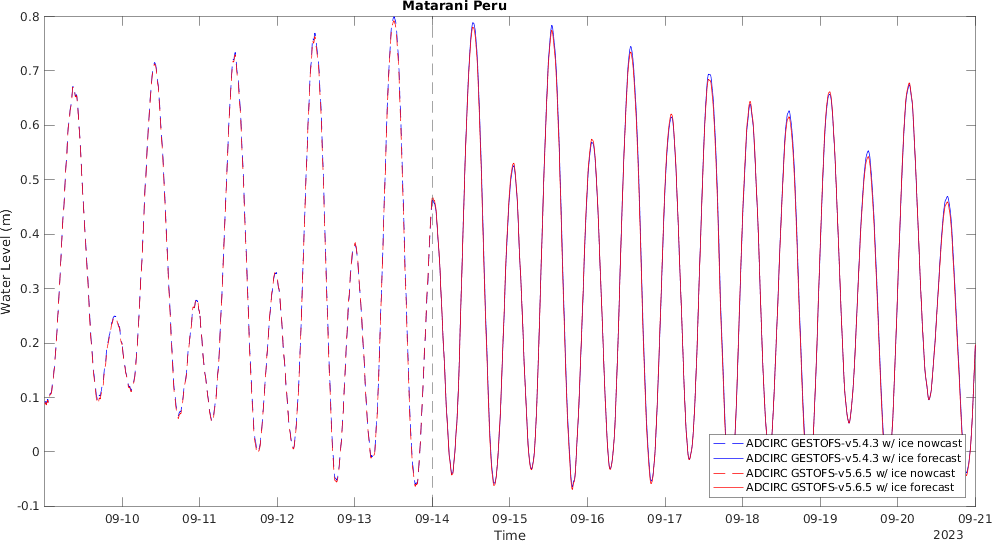 Matarani Peru
0.8
0.7
0.6
0.5
0.4
0.3
0.2
0.1
0
-0.1
Water Level (m)
ADCIRC GESTOFS-v5.4.3 w/ ice nowcast
ADCIRC GESTOFS-v5.4.3 w/ ice forecast
ADCIRC GSTOFS-v5.6.5 w/ ice nowcast
ADCIRC GSTOFS-v5.6.5 w/ ice forecast
09-10 09-11 09-12 09-13 09-14 09-15 09-16 09-17 09-18 09-19 09-20 09-21
Time
2023